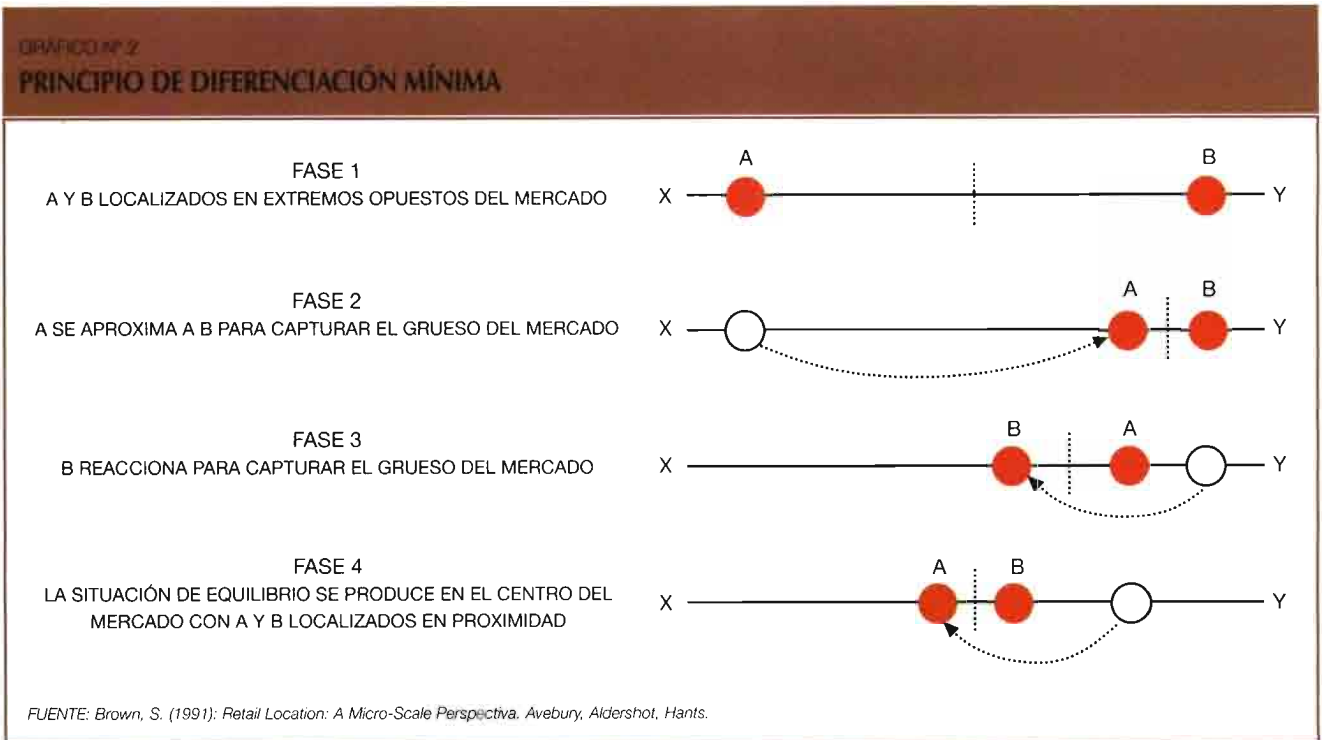 GRÁFICO Nº 2
PRINCIPIO DE DIFERENCIACIÓN MÍNIMA
FASE 1
A Y B LOCALIZADOS EN EXTREMOS OPUESTOS DEL MERCADO
X A B Y
FASE 2
A SE APROXIMA A B PARA CAPTURAR EL GRUESO DEL MERCADO
X A B Y
FASE 3
B REACCIONA PARA CAPTURAR EL GRUESO DEL MERCADO
X B A Y
FASE 4
LA SITUACIÓN DE EQUILIBRIO SE PRODUCE EN EL CENTRO DEL
MERCADO CON A Y B LOCALIZADOS EN PROXIMIDAD
X A B Y
FUENTE: Brown, S. (1991): Retail Location: A Micro-Scale Perspectiva. Avebury, Aldershot, Hants.